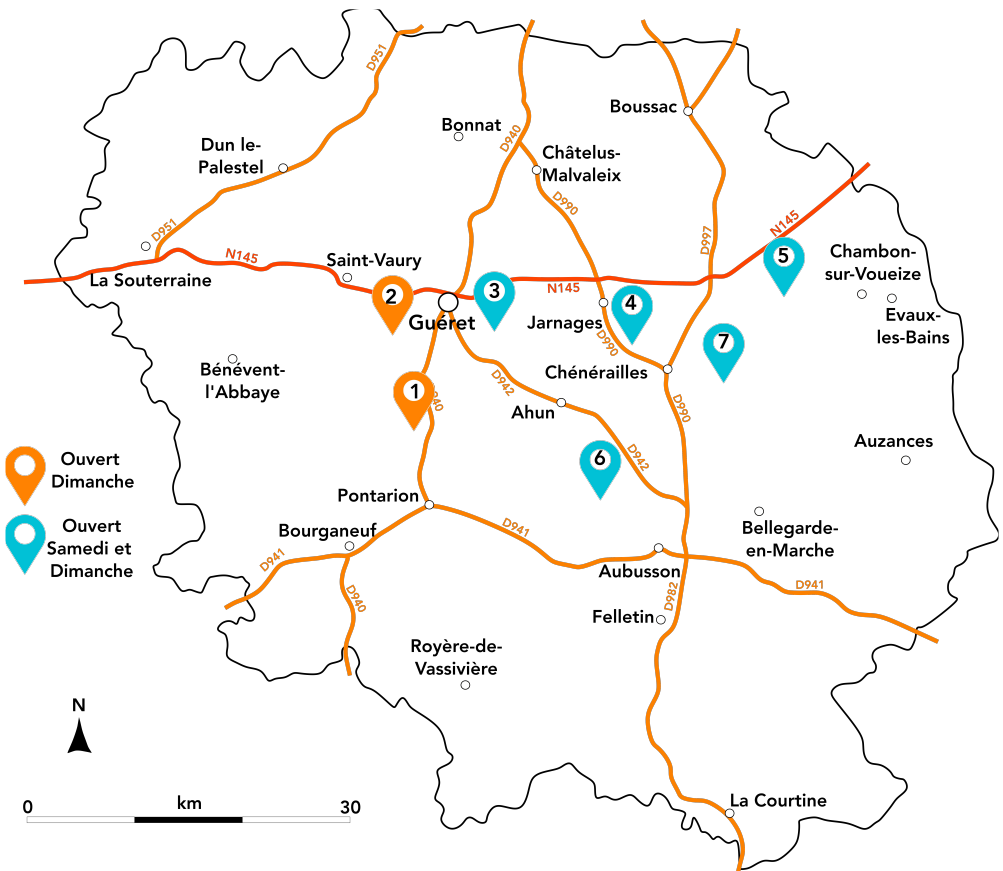 D951
Boussac
Bonnat
D940
Dun le-
Palestel
Châtelus-
Malvaleix
D990
D951
N145
D997
N145
Saint-Vaury
La Souterraine
5
Chambon-
sur-Voueize
2
3
N145
4
Guéret
Jarnages
Evaux-
les-Bains
D990
7
Bénévent-
l'Abbaye
Chénérailles
D942
1
40
Ahun
D990
Auzances
Ouvert
Dimanche
6
D942
Pontarion
Ouvert
Samedi et
Dimanche
Bourganeuf
D941
Bellegarde-
en-Marche
D941
Aubusson
D941
D940
D982
Felletin
Royère-de-
Vassivière
N
0
km
30
La Courtine